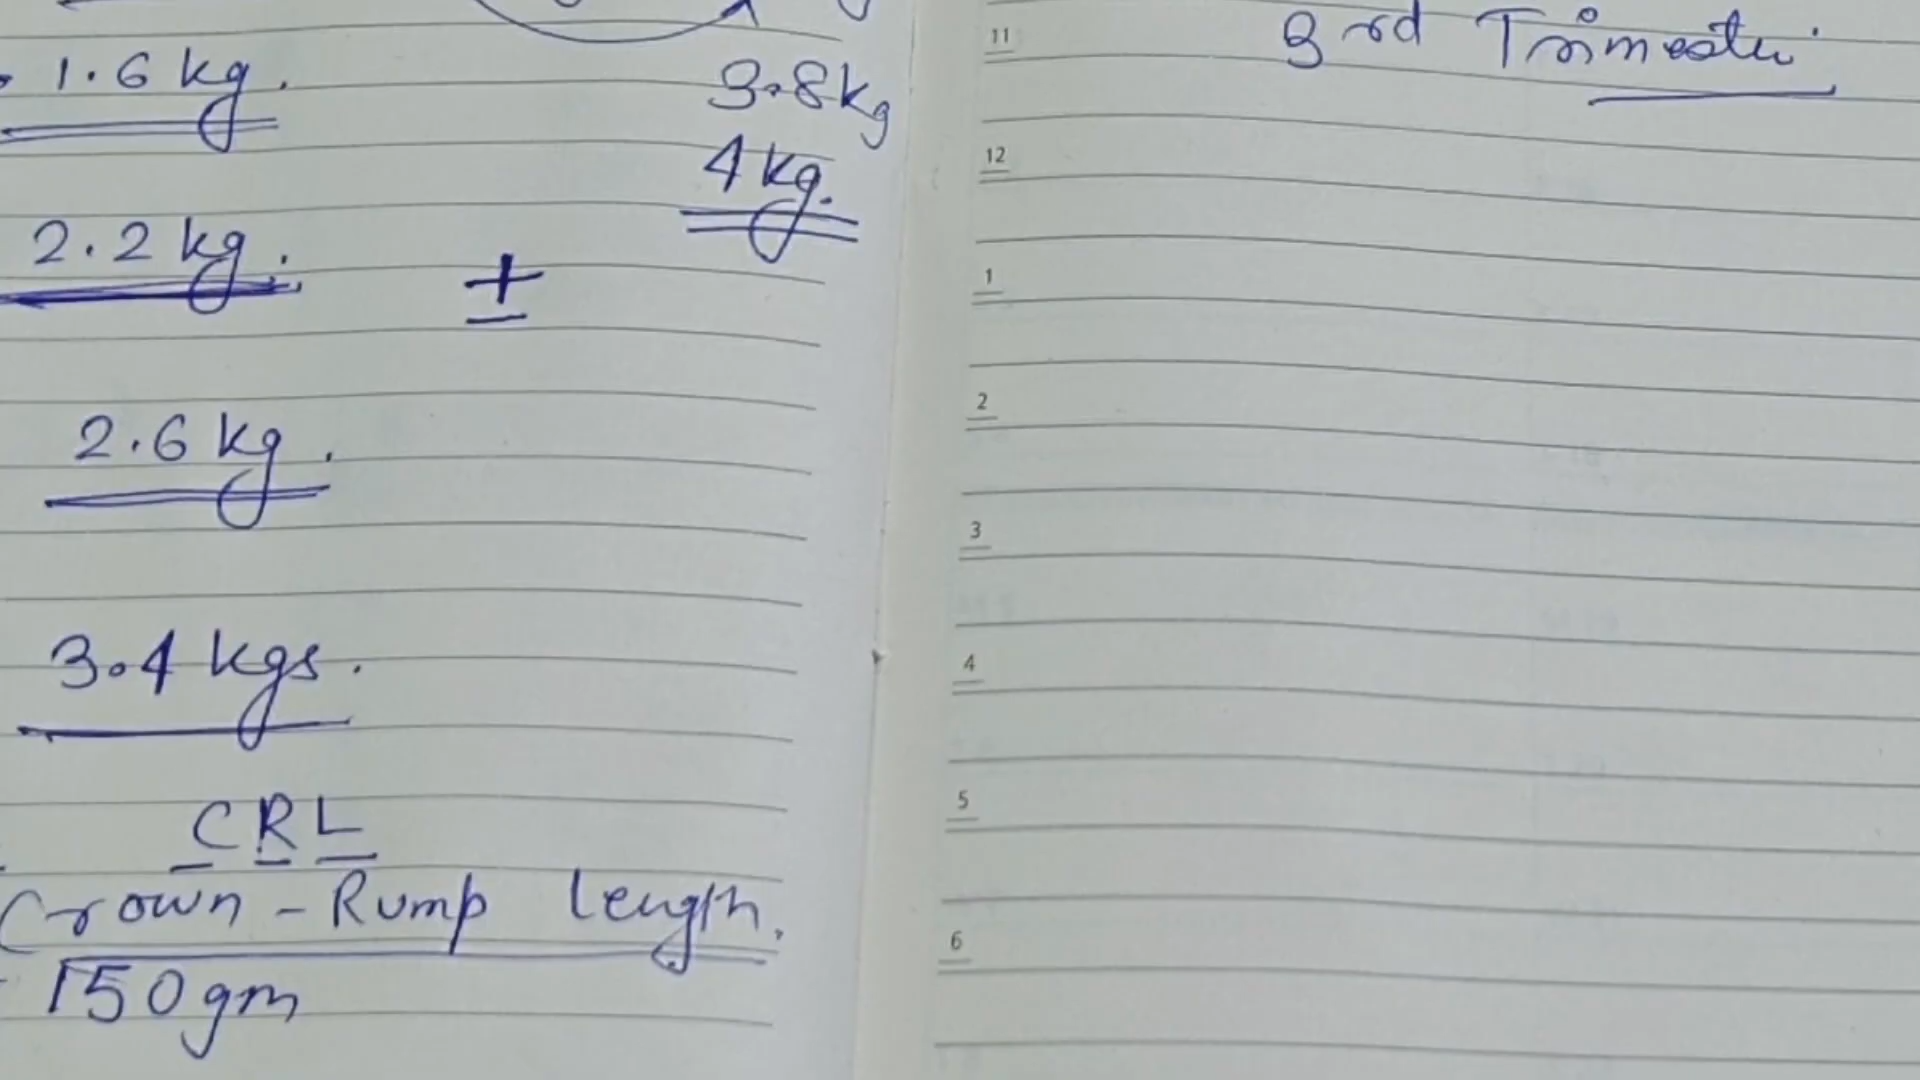 1.6 kg.
3.8 kg
4 kg.
2.2 kg.
±
2.6 kg.
3.4 kgs.
CRL
Crown - Rump length.
150 gm
11
3rd Trimester
12
1
2
3
4
5
6